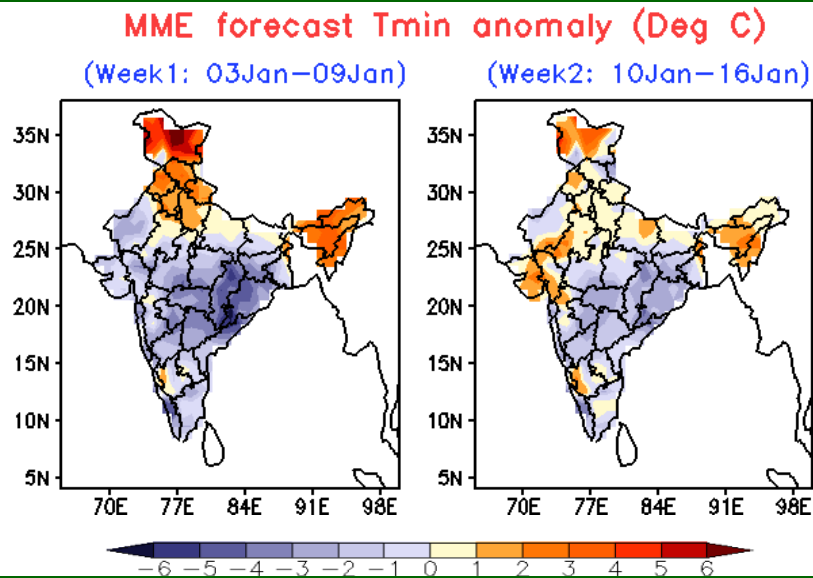 MME forecast Tmin anomaly (Deg C)
(Week1: 03Jan-09Jan) (Week2: 10Jan-16Jan)
35N 35N
30N 30N
25N 25N
20N 20N
15N 15N
10N 10N
5N 5N
70E 77E 84E 91E 98E 70E 77E 84E 91E 98E
-6 -5 -4 -3 -2 -1 0 1 2 3 4 5 6